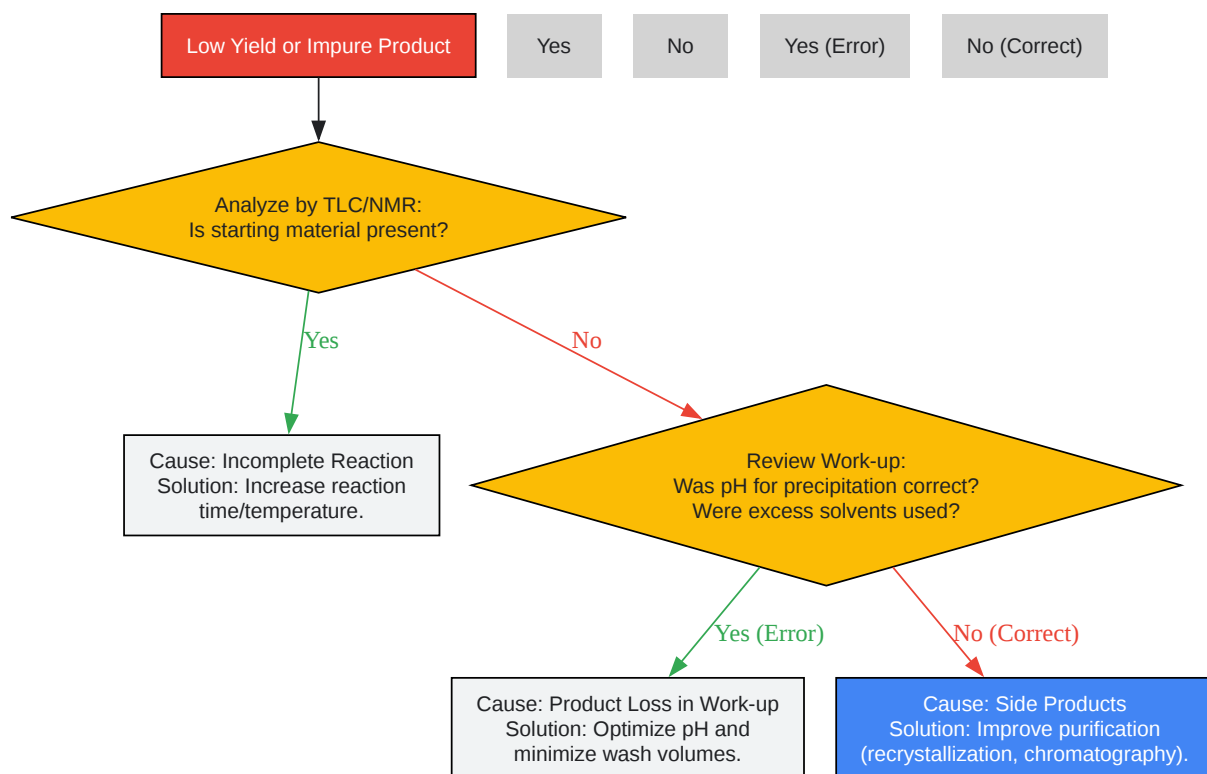 Low Yield or Impure Product
Yes
No
Yes (Error)
No (Correct)
Analyze by TLC/NMR:
Is starting material present?
Yes
No
Cause: Incomplete Reaction
Solution: Increase reaction
time/temperature.
Review Work-up:
Was pH for precipitation correct?
Were excess solvents used?
Yes (Error)
No (Correct)
Cause: Product Loss in Work-up
Solution: Optimize pH and
minimize wash volumes.
Cause: Side Products
Solution: Improve purification
(recrystallization, chromatography).